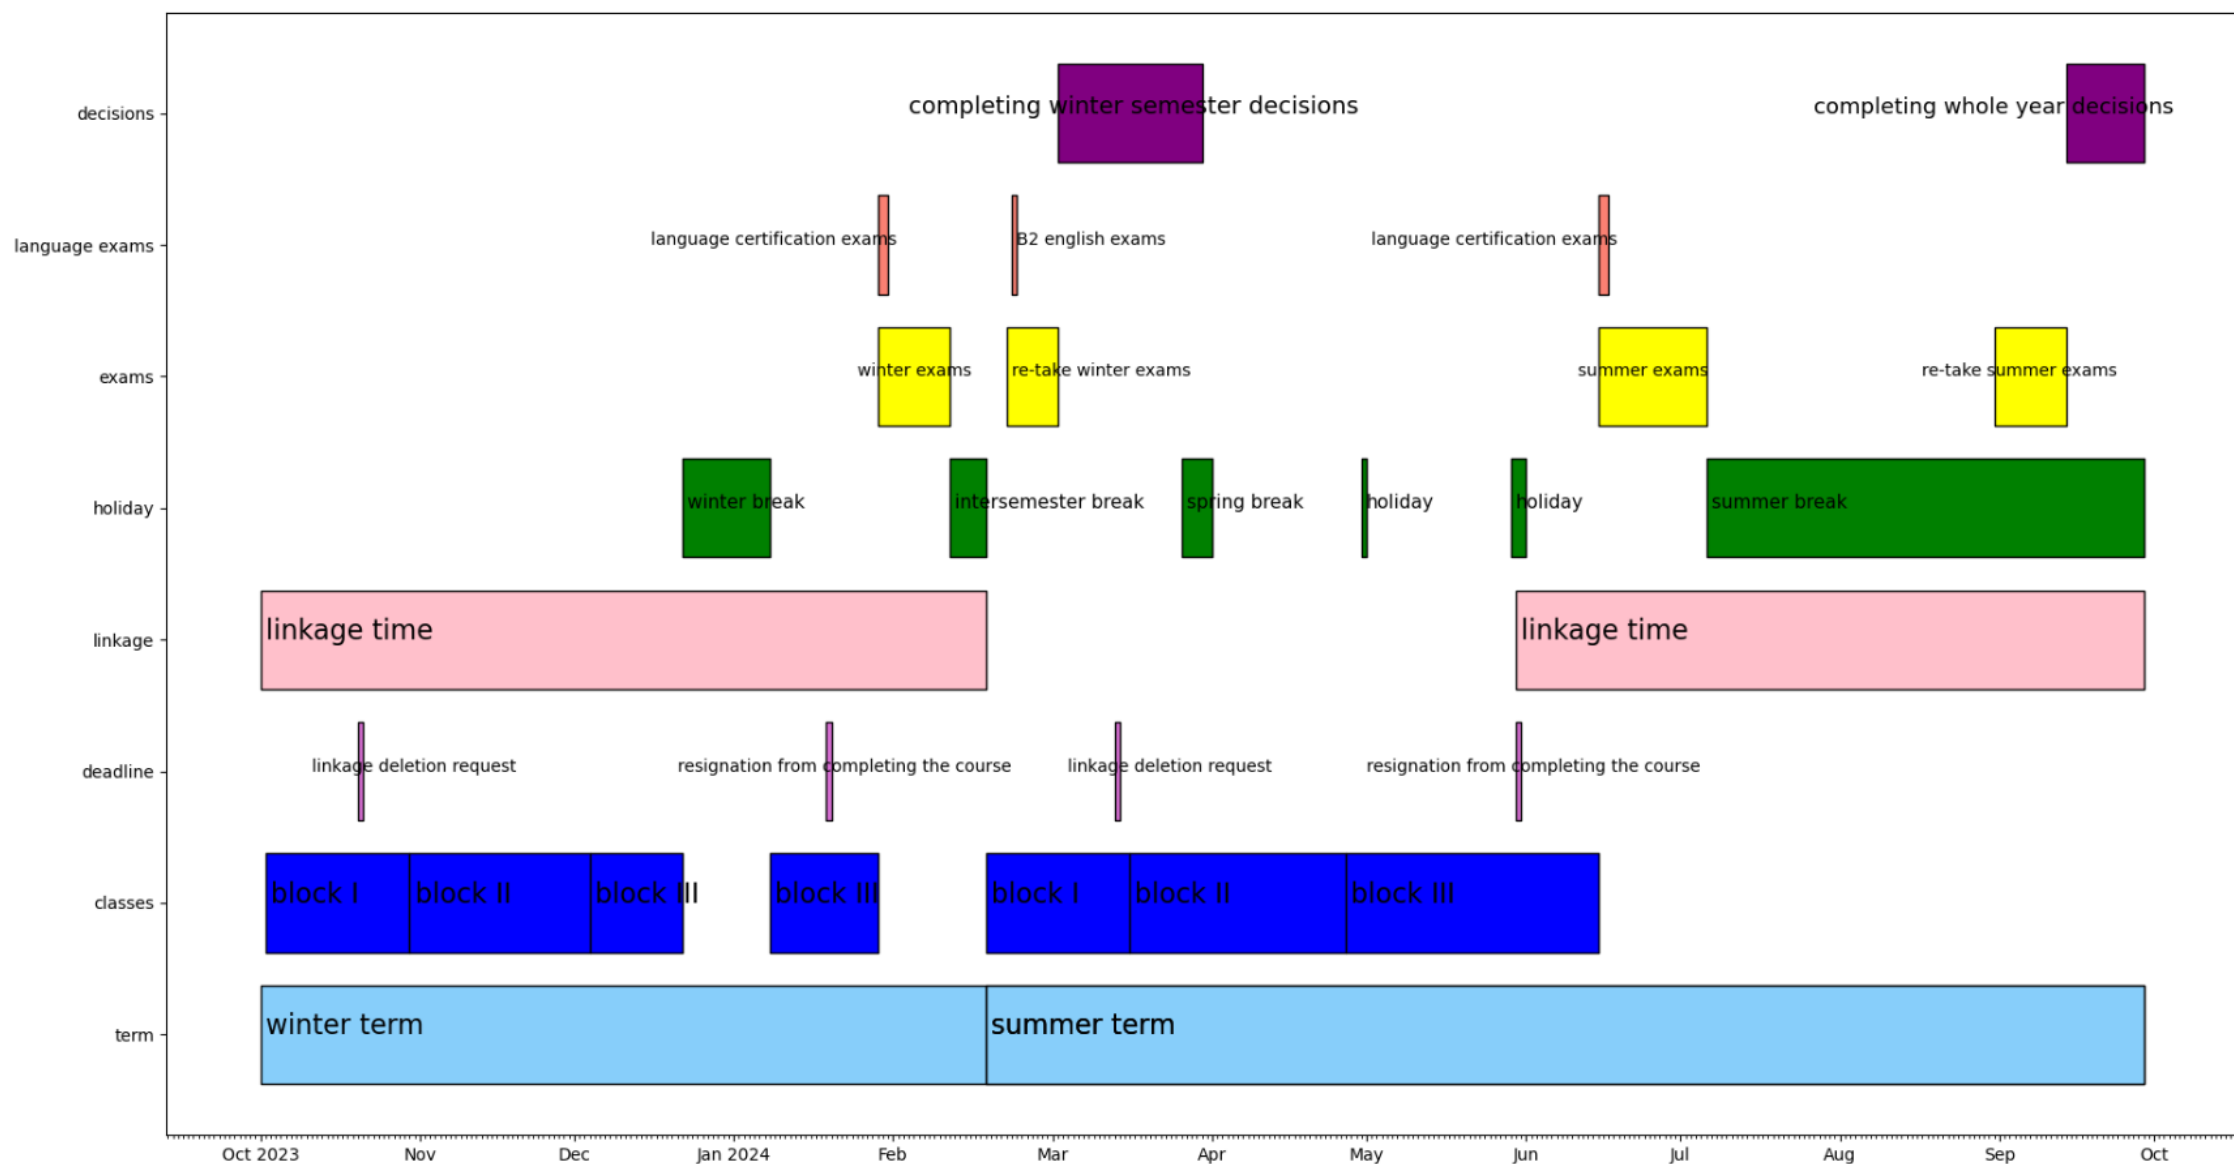 decisions
completing winter semester decisions
completing whole year decisions
language exams
language certification exams
B2 english exams
language certification exams
exams
winter exams
re-take winter exams
summer exams
re-take summer exams
holiday
winter break
intersemester break
spring break
holiday
holiday
summer break
linkage
linkage time
linkage time
deadline
linkage deletion request
resignation from completing the course
linkage deletion request
resignation from completing the course
classes
block I
block II
block III
block III
block I
block II
block III
term
winter term
summer term
Oct 2023
Nov
Dec
Jan 2024
Feb
Mar
Apr
May
Jun
Jul
Aug
Sep
Oct